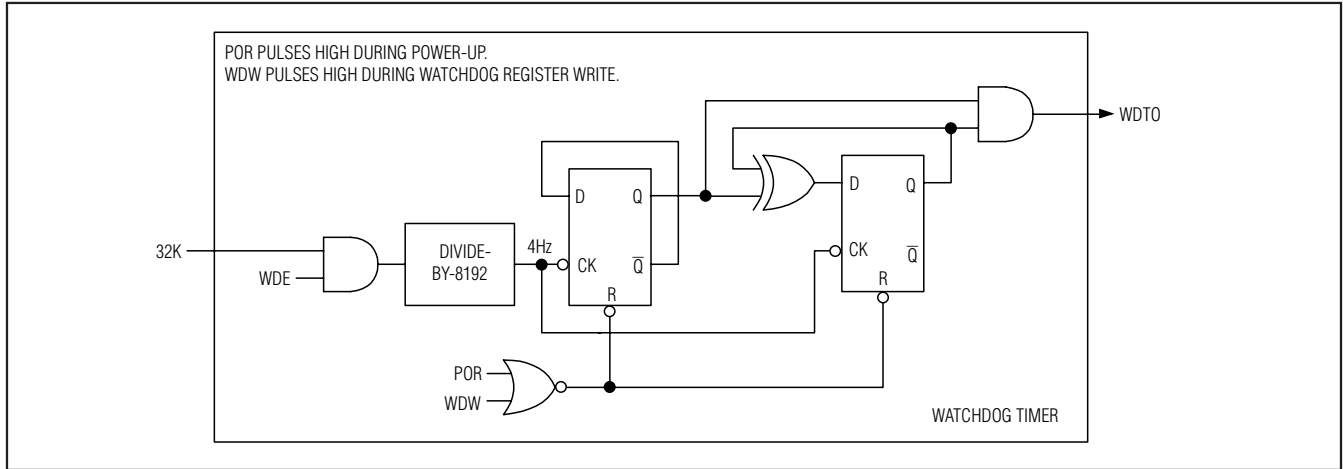 POR PULSES HIGH DURING POWER-UP.
WDW PULSES HIGH DURING WATCHDOG REGISTER WRITE.
WDTO
D
Q
D
Q
32K
WDE
DIVIDE-
BY-8192
4Hz
CK
Q̅
R
CK
Q̅
R
POR
WDW
WATCHDOG TIMER